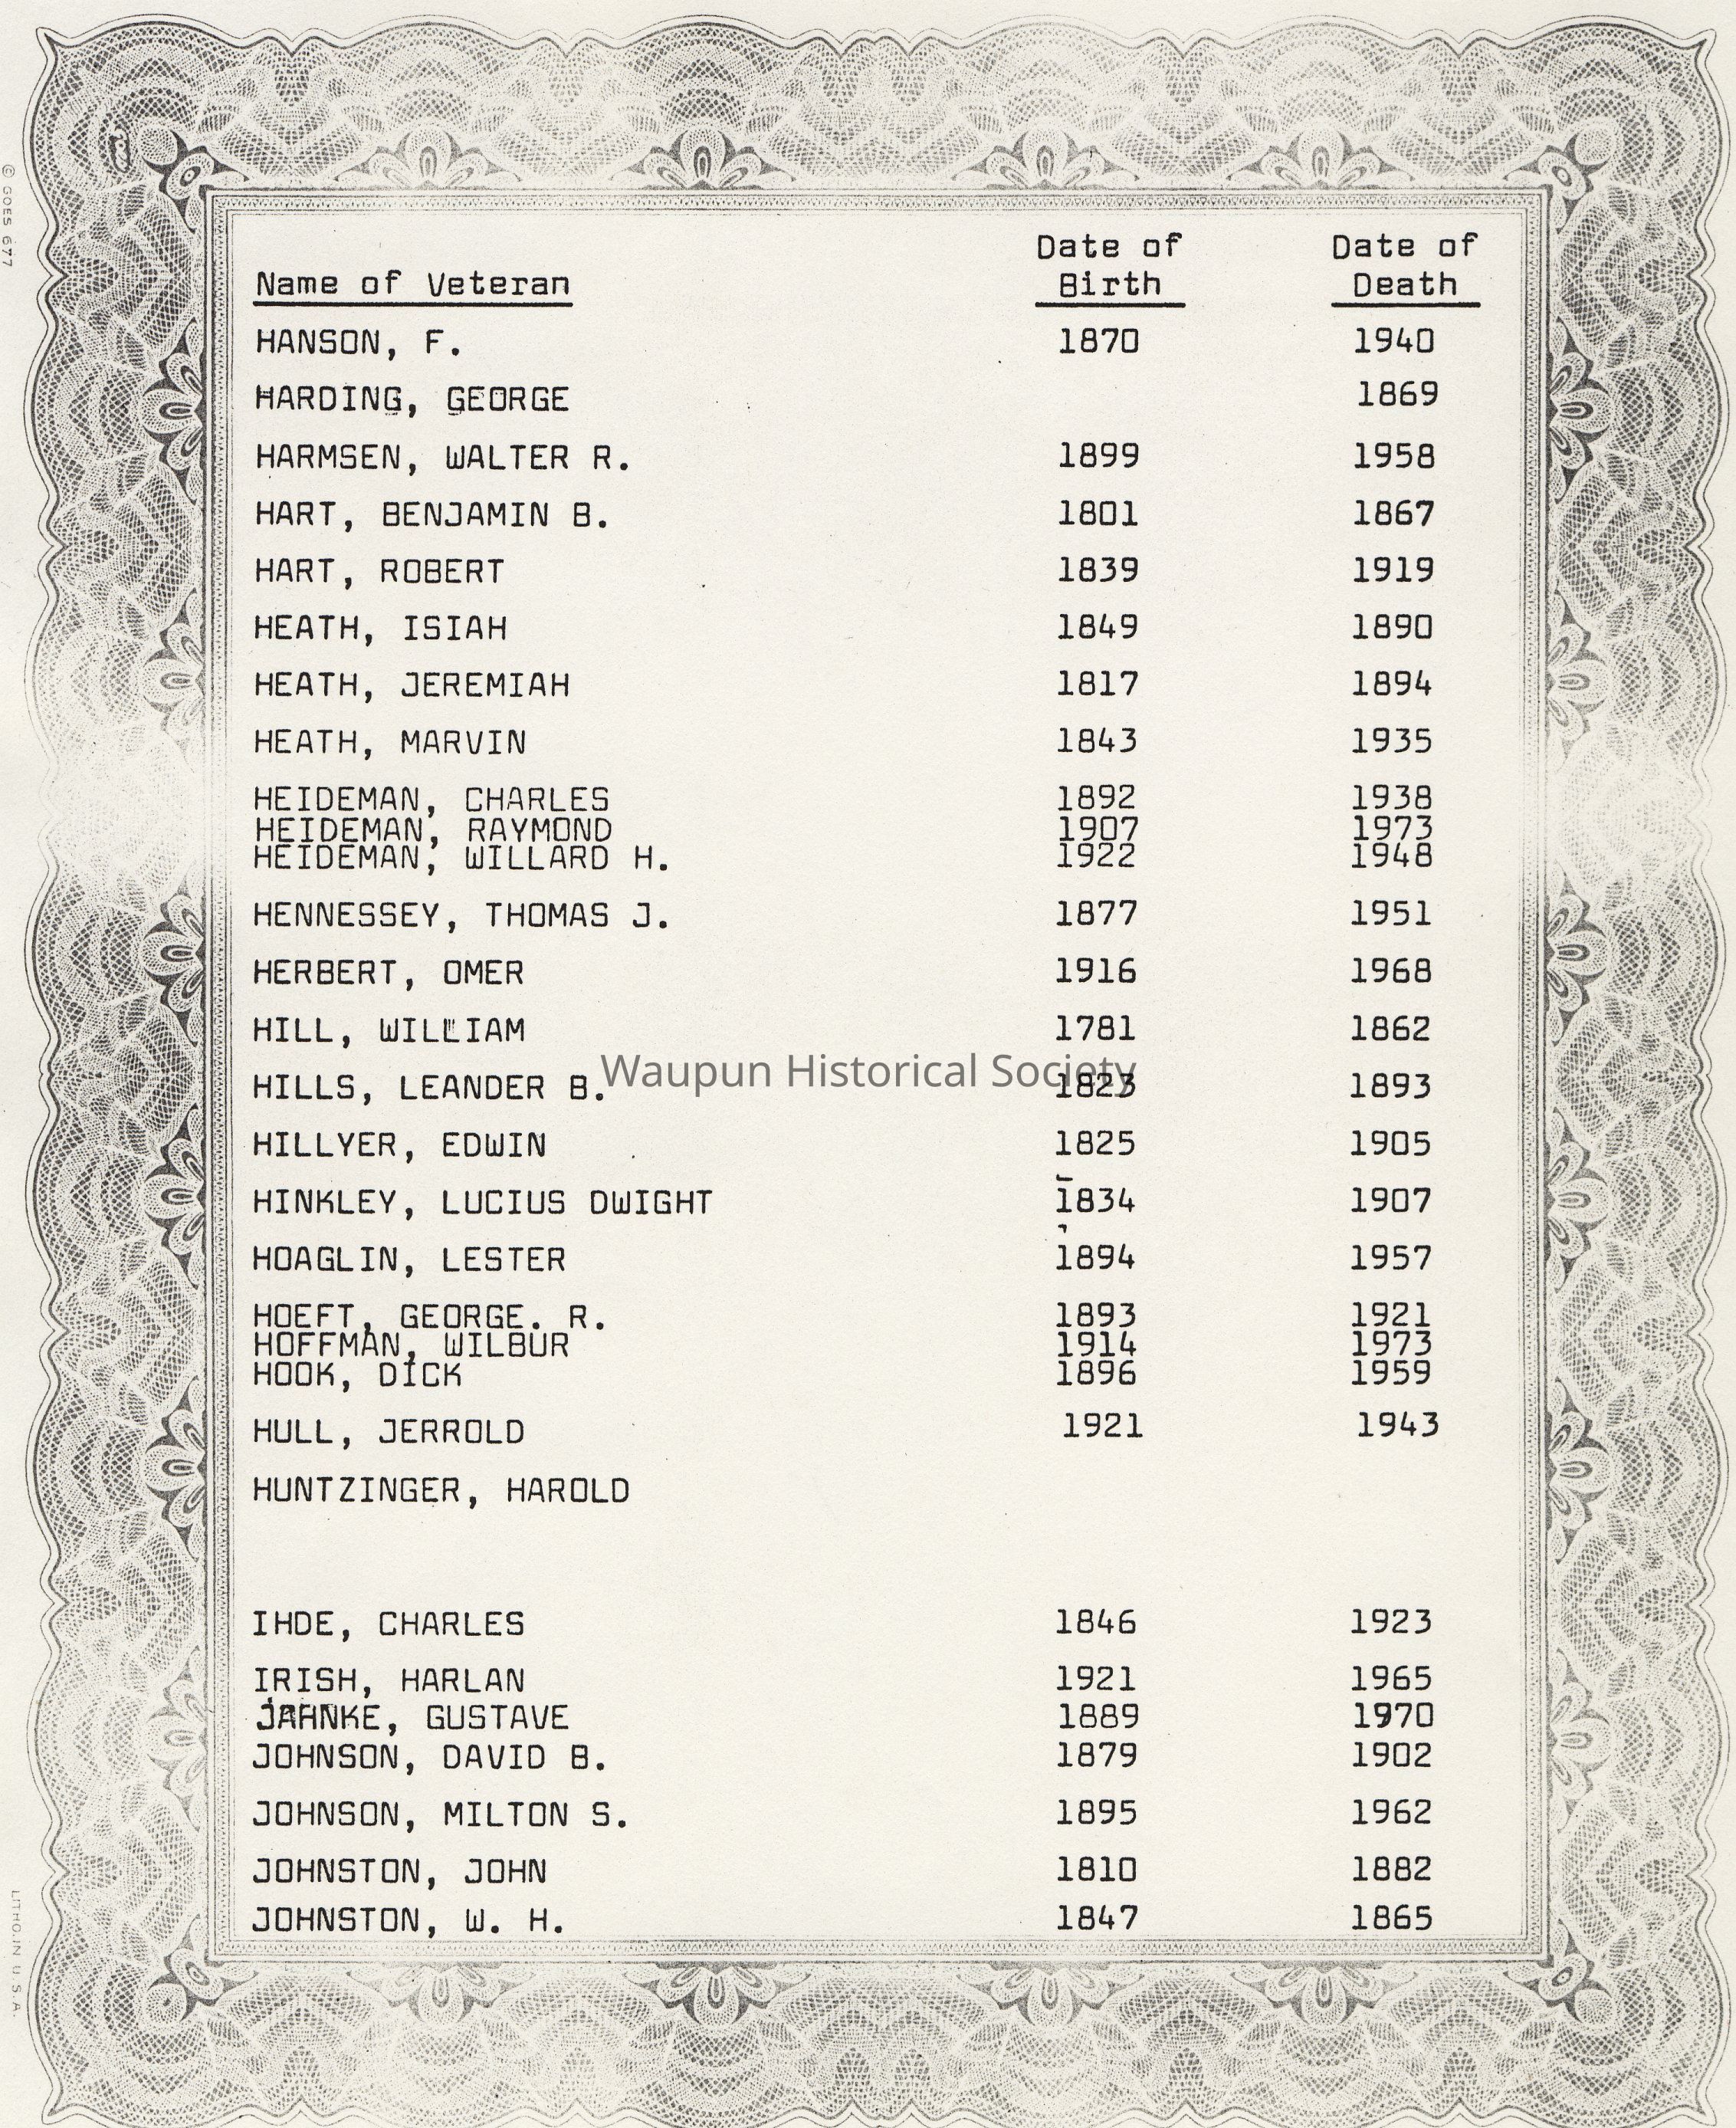 Date of Date of
Name of Veteran Birth Death
HANSON, F. 1870 1940
HARDING, GEORGE 1869
HARMSEN, WALTER R. 1899 1958
HART, BENJAMIN B. 1801 1867
HART, ROBERT 1839 1919
HEATH, ISIAH 1849 1890
HEATH, JEREMIAH 1817 1894
HEATH, MARVIN 1843 1935
HEIDEMAN, CHARLES 1892 1938
HEIDEMAN, RAYMOND 1907 1973
HEIDEMAN, WILLARD H. 1922 1948
HENNESSEY, THOMAS J. 1877 1951
HERBERT, OMER 1916 1968
HILL, WILLIAM 1781 1862
Waupun Historical Society
HILLS, LEANDER B. 1823 1893
HILLYER, EDWIN 1825 1905
HINKLEY, LUCIUS DWIGHT 1834 1907
HOAGLIN, LESTER 1894 1957
HOEFT, GEORGE. R. 1893 1921
HOFFMAN, WILBUR 1914 1973
HOOK, DICK 1896 1959
HULL, JERROLD 1921 1943
HUNTZINGER, HAROLD
IHDE, CHARLES 1846 1923
IRISH, HARLAN 1921 1965
JAHNKE, GUSTAVE 1889 1970
JOHNSON, DAVID B. 1879 1902
JOHNSON, MILTON S. 1895 1962
JOHNSTON, JOHN 1810 1882
JOHNSTON, W. H. 1847 1865
© GOES 677
LITHO. IN U.S.A.